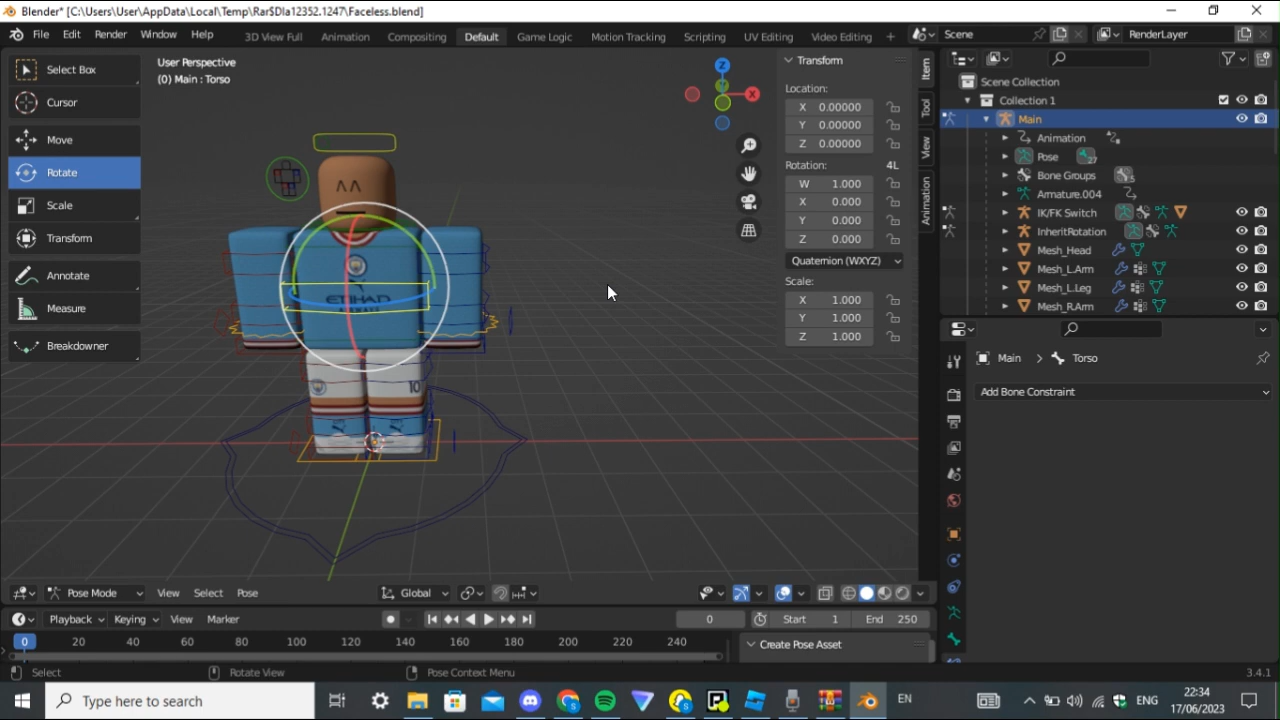 Blender* [C:\Users\User\AppData\Local\Temp\Rar$DIa12352.1247\Faceless.blend]
File Edit Render Window Help 3D View Full Animation Compositing Default Game Logic Motion Tracking Scripting UV Editing Video Editing + Scene RenderLayer
Select Box
Cursor
Move
Rotate
Scale
Transform
Annotate
Measure
Breakdowner
User Perspective
(0) Main : Torso
Z
Y
X
ETIHAD
10
Transform
Location:
X 0.00000
Y 0.00000
Z 0.00000
Rotation: 4L
W 1.000
X 0.000
Y 0.000
Z 0.000
Quaternion (WXYZ)
Scale:
X 1.000
Y 1.000
Z 1.000
Item
Tool
View
Animation
Scene Collection
Collection 1
Main
Animation
Pose 27
Bone Groups 5
Armature.004
IK/FK Switch
InheritRotation
Mesh_Head
Mesh_L.Arm
Mesh_L.Leg
Mesh_R.Arm
Main > Torso
Add Bone Constraint
Pose Mode View Select Pose Global
Playback Keying View Marker 0 Start 1 End 250
0 20 40 60 80 100 120 140 160 180 200 220 240
Create Pose Asset
Select Rotate View Pose Context Menu 3.4.1
Type here to search
EN
ENG
22:34
17/06/2023